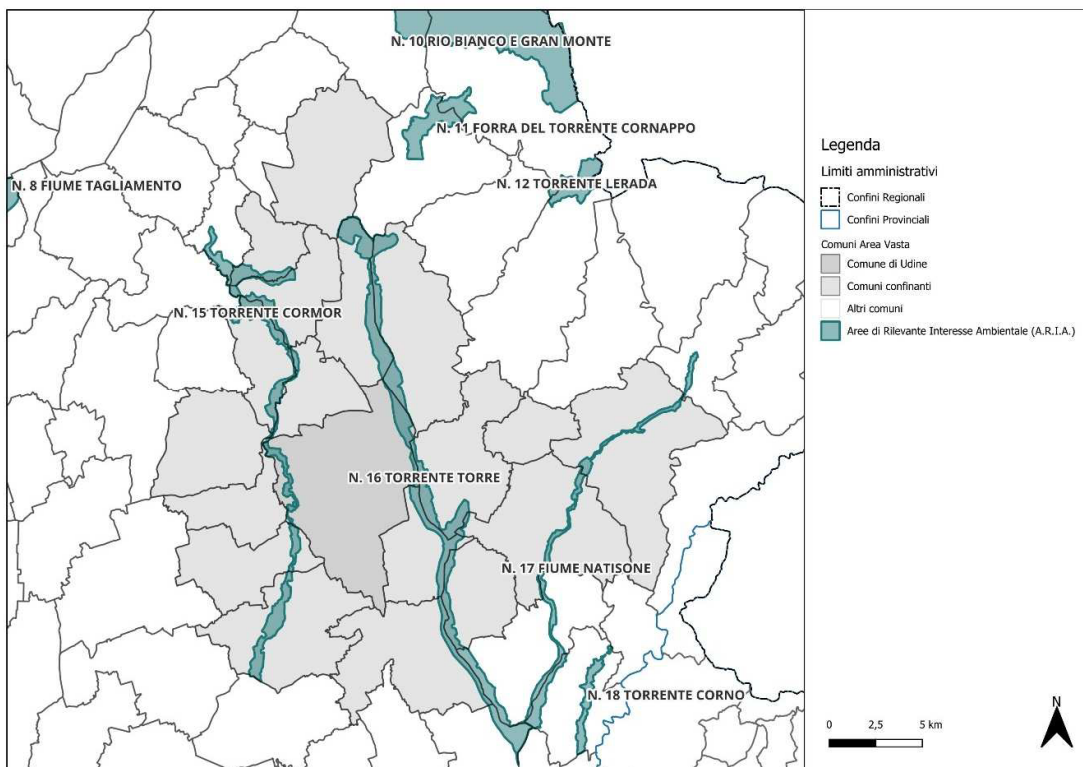 N. 10 RIO BIANCO E GRAN MONTE
N. 11 FORRA DEL TORRENTE CORNAPPO
N. 8 FIUME TAGLIAMENTO
N. 12 TORRENTE LERADA
N. 15 TORRENTE CORMOR
N. 16 TORRENTE TORRE
N. 17 FIUME NATISONE
N. 18 TORRENTE CORNO
Legenda
Limiti amministrativi
Confini Regionali
Confini Provinciali
Comuni Area Vasta
Comune di Udine
Comuni confinanti
Altri comuni
Aree di Rilevante Interesse Ambientale (A.R.I.A.)
0 2,5 5 km
N